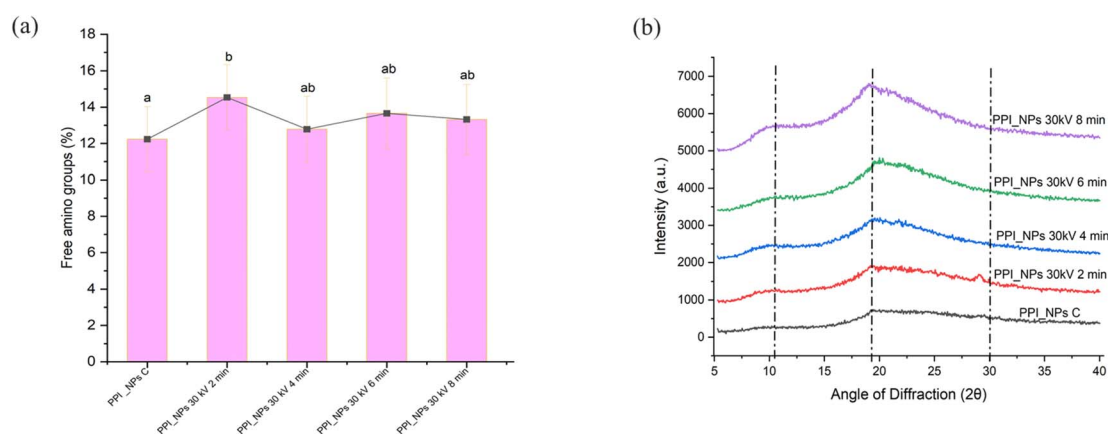 (a)
Free amino groups (%)
18
16
14
12
10
8
6
4
2
0
a
b
ab
ab
ab
PPI_NPs C
PPI_NPs 30 kV 2 min
PPI_NPs 30 kV 4 min
PPI_NPs 30 kV 6 min
PPI_NPs 30 kV 8 min
(b)
Intensity (a.u.)
7000
6000
5000
4000
3000
2000
1000
0
PPI_NPs 30kV 8 min
PPI_NPs 30kV 6 min
PPI_NPs 30kV 4 min
PPI_NPs 30kV 2 min
PPI_NPs C
5 10 15 20 25 30 35 40
Angle of Diffraction (2θ)